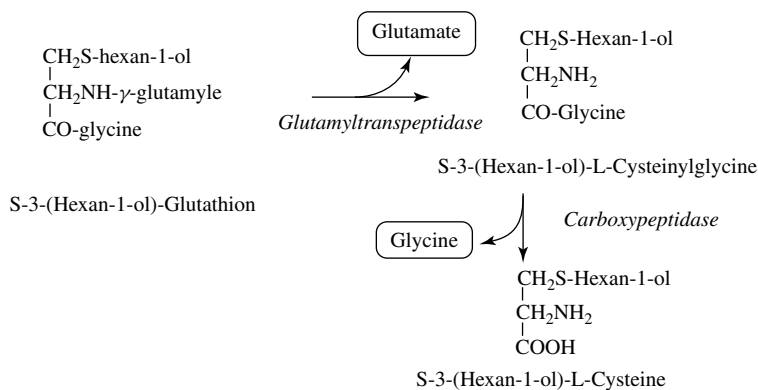 CH₂S-hexan-1-ol
CH₂NH-γ-glutamyle
CO-glycine
S-3-(Hexan-1-ol)-Glutathion
Glutamate
Glutamyltranspeptidase
CH₂S-Hexan-1-ol
CH₂NH₂
CO-Glycine
S-3-(Hexan-1-ol)-L-Cysteinylglycine
Glycine
Carboxypeptidase
CH₂S-Hexan-1-ol
CH₂NH₂
COOH
S-3-(Hexan-1-ol)-L-Cysteine